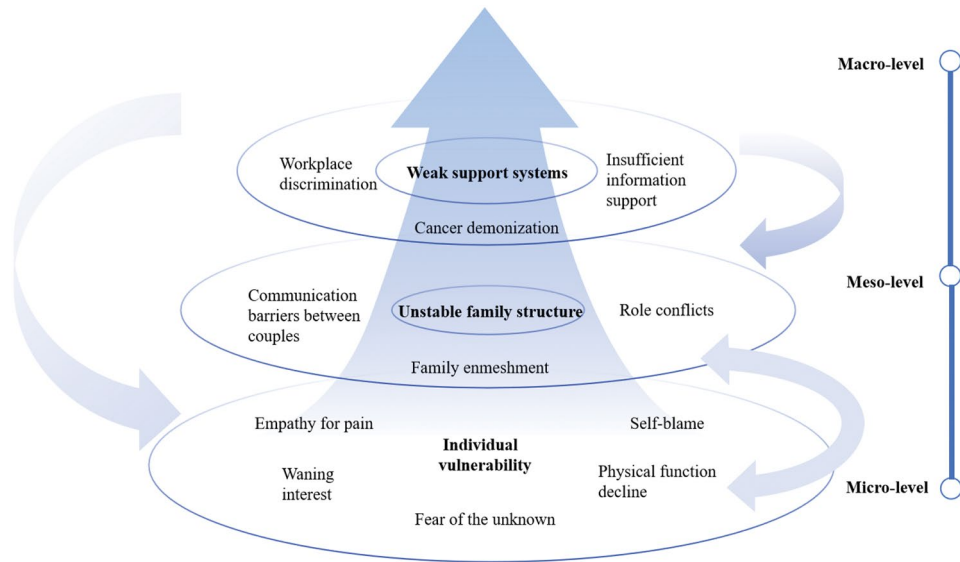 Macro-level
Workplace
discrimination
Weak support systems
Insufficient
information
support
Cancer demonization
Meso-level
Communication
barriers between
couples
Unstable family structure
Role conflicts
Family enmeshment
Empathy for pain
Self-blame
Individual
vulnerability
Waning
interest
Physical function
decline
Micro-level
Fear of the unknown